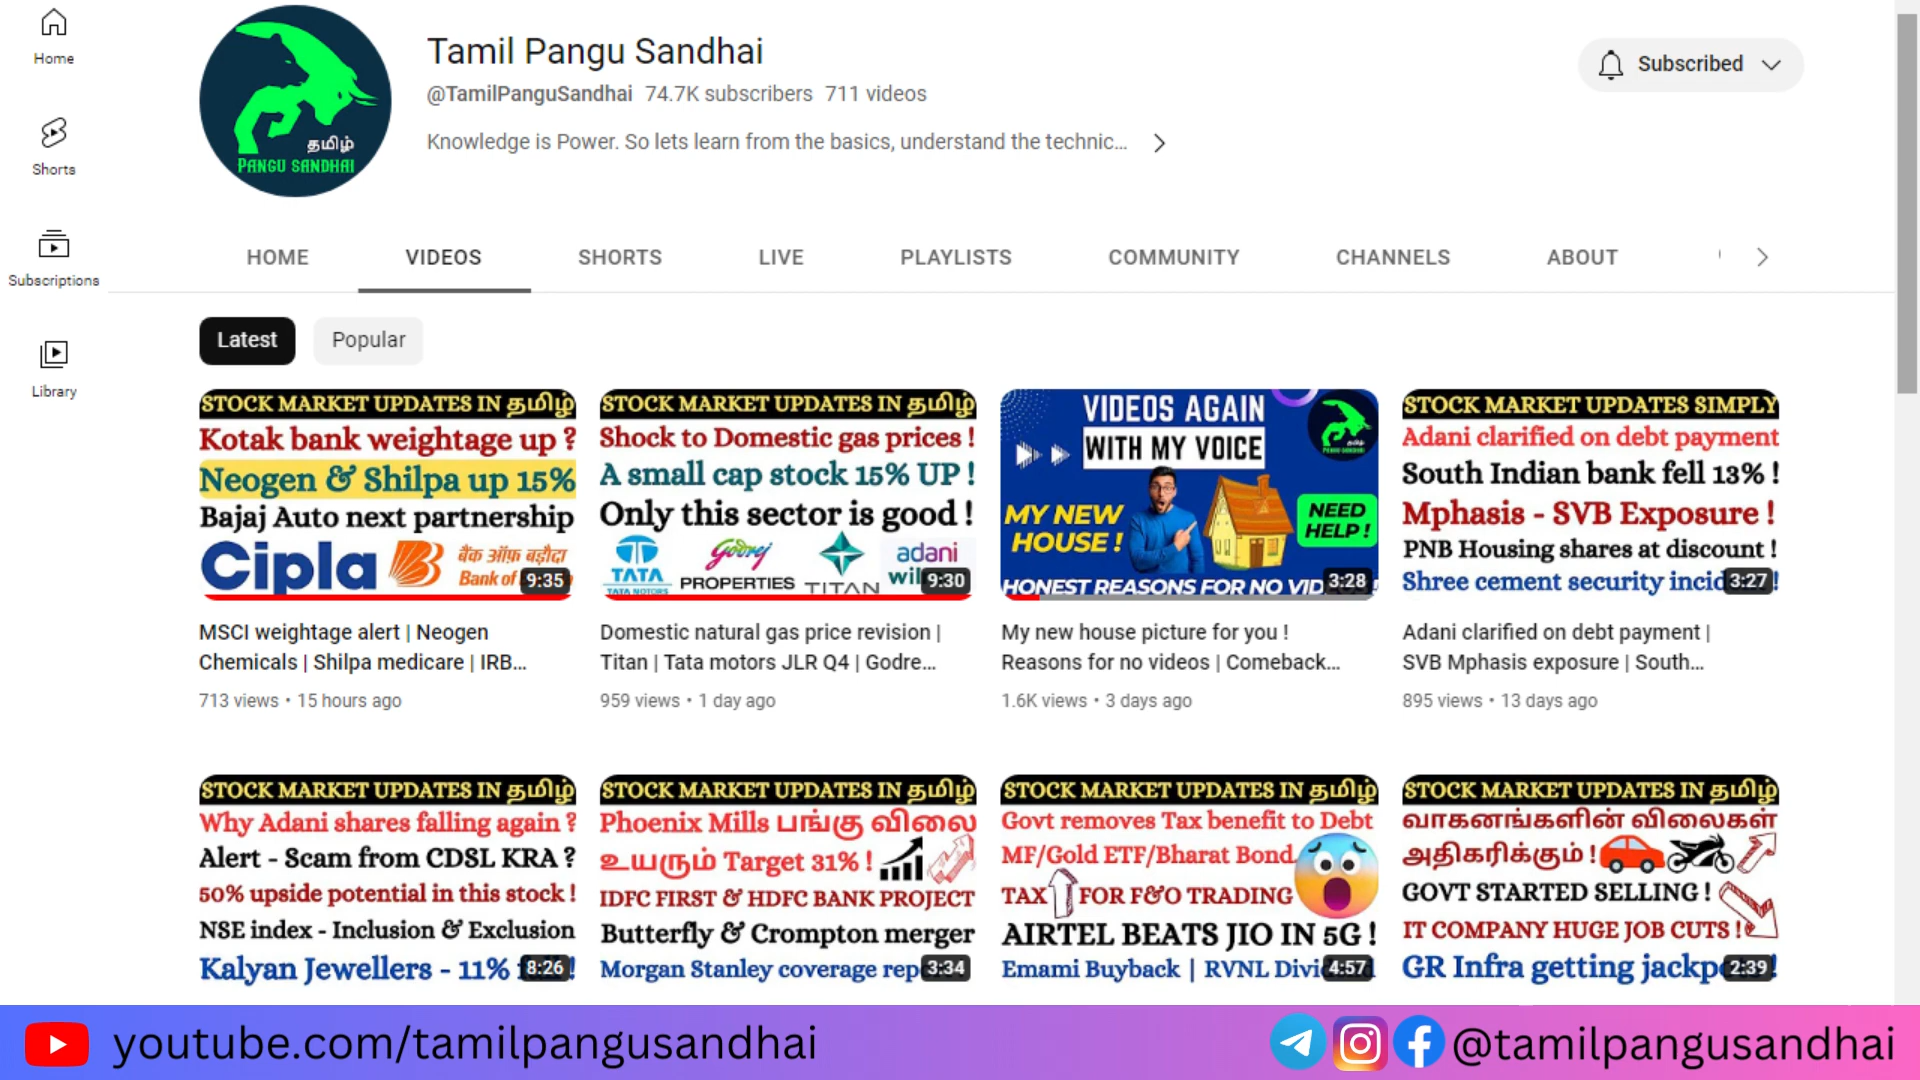 Home
Shorts
Subscriptions
Library
தமிழ்
PANGU SANDHAI
Tamil Pangu Sandhai
@TamilPanguSandhai 74.7K subscribers 711 videos
Knowledge is Power. So lets learn from the basics, understand the technic...
Subscribed
HOME VIDEOS SHORTS LIVE PLAYLISTS COMMUNITY CHANNELS ABOUT
Latest Popular
STOCK MARKET UPDATES IN தமிழ்
Kotak bank weightage up ?
Neogen & Shilpa up 15%
Bajaj Auto next partnership
Cipla
बैंक ऑफ़ बड़ौदा
Bank of
9:35
MSCI weightage alert | Neogen
Chemicals | Shilpa medicare | IRB...
713 views • 15 hours ago
STOCK MARKET UPDATES IN தமிழ்
Shock to Domestic gas prices !
A small cap stock 15% UP !
Only this sector is good !
TATA
TATA MOTORS
Godrej
PROPERTIES
TITAN
adani
wil
9:30
Domestic natural gas price revision |
Titan | Tata motors JLR Q4 | Godre...
959 views • 1 day ago
VIDEOS AGAIN
WITH MY VOICE
MY NEW
HOUSE !
NEED
HELP !
HONEST REASONS FOR NO VID
3:28
My new house picture for you !
Reasons for no videos | Comeback...
1.6K views • 3 days ago
STOCK MARKET UPDATES SIMPLY
Adani clarified on debt payment
South Indian bank fell 13% !
Mphasis - SVB Exposure !
PNB Housing shares at discount !
Shree cement security incid !
3:27
Adani clarified on debt payment |
SVB Mphasis exposure | South...
895 views • 13 days ago
STOCK MARKET UPDATES IN தமிழ்
Why Adani shares falling again ?
Alert - Scam from CDSL KRA ?
50% upside potential in this stock !
NSE index - Inclusion & Exclusion
Kalyan Jewellers - 11% !
8:26
STOCK MARKET UPDATES IN தமிழ்
Phoenix Mills பங்கு விலை
உயரும் Target 31% !
IDFC FIRST & HDFC BANK PROJECT
Butterfly & Crompton merger
Morgan Stanley coverage rep
3:34
STOCK MARKET UPDATES IN தமிழ்
Govt removes Tax benefit to Debt
MF/Gold ETF/Bharat Bond
TAX FOR F&O TRADING
AIRTEL BEATS JIO IN 5G !
Emami Buyback | RVNL Divi
4:57
STOCK MARKET UPDATES IN தமிழ்
வாகனங்களின் விலைகள்
அதிகரிக்கும் !
GOVT STARTED SELLING !
IT COMPANY HUGE JOB CUTS !
GR Infra getting jackp !
2:39
youtube.com/tamilpangusandhai
@tamilpangusandhai